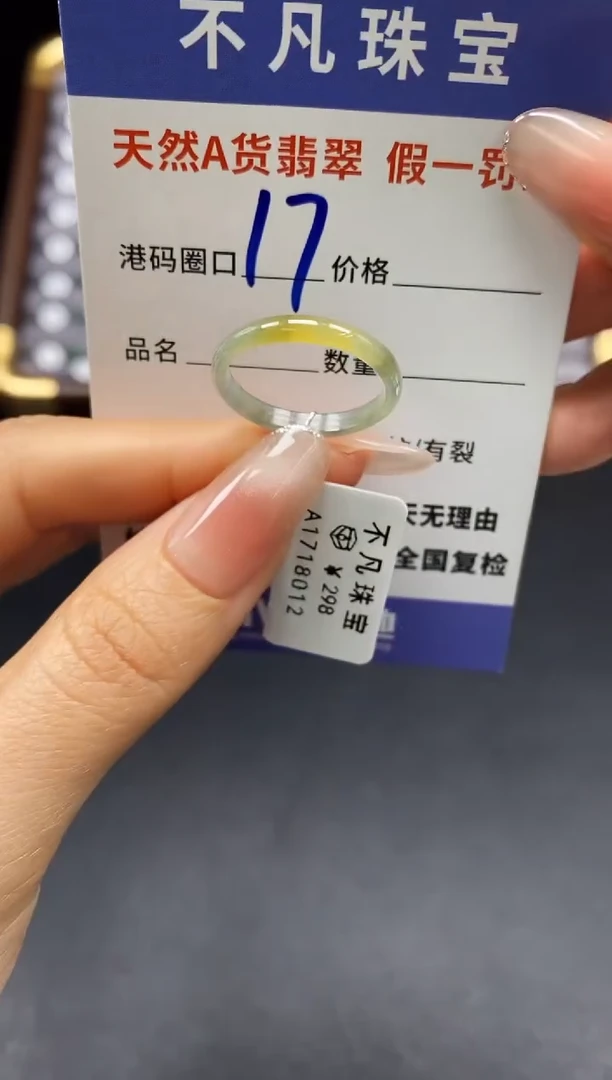 不凡珠宝
天然A货翡翠 假一罚
港码圈口 17 价格
品名 数量
有裂
天无理由
全国复检
不凡珠宝
¥298
A1718012